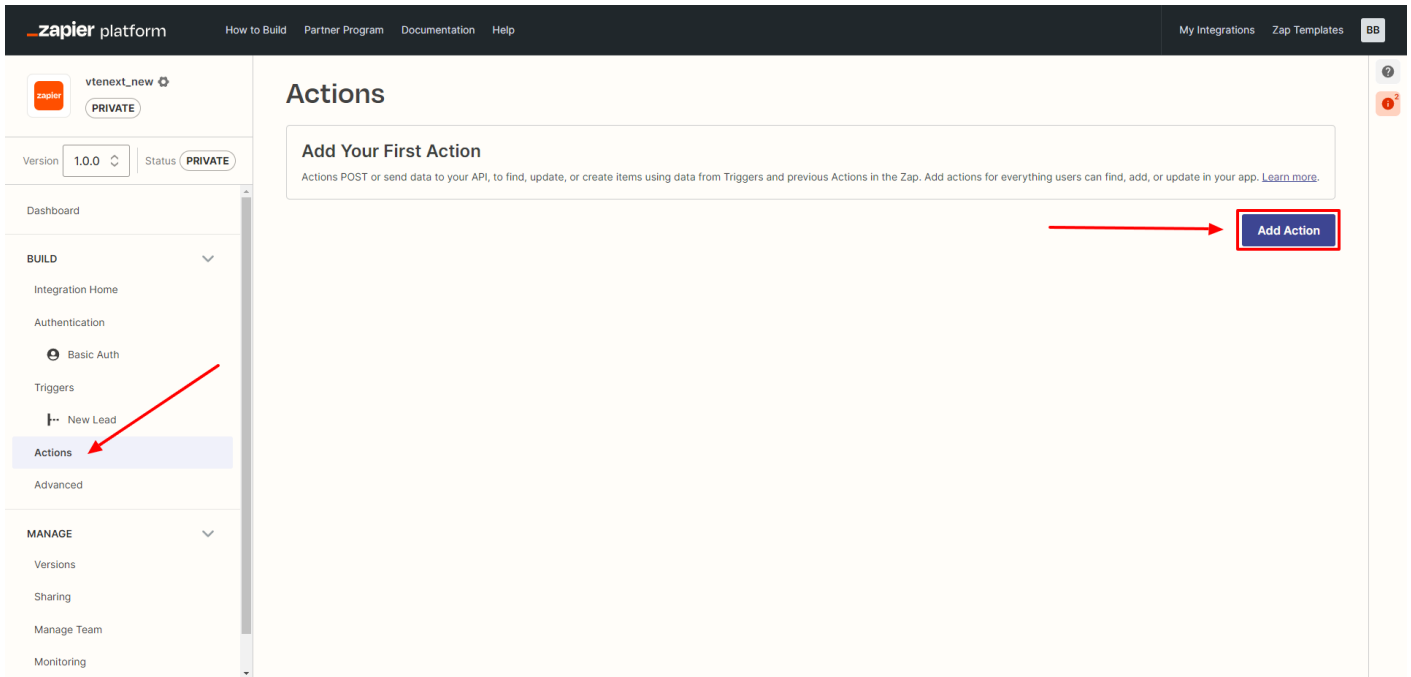 zapier platform
How to Build Partner Program Documentation Help
My Integrations Zap Templates BB
zapier
vtenext_new
PRIVATE
Version 1.0.0 Status PRIVATE
Dashboard
BUILD
Integration Home
Authentication
Basic Auth
Triggers
New Lead
Actions
Advanced
MANAGE
Versions
Sharing
Manage Team
Monitoring
Actions
Add Your First Action
Actions POST or send data to your API, to find, update, or create items using data from Triggers and previous Actions in the Zap. Add actions for everything users can find, add, or update in your app. Learn more.
Add Action
?
2